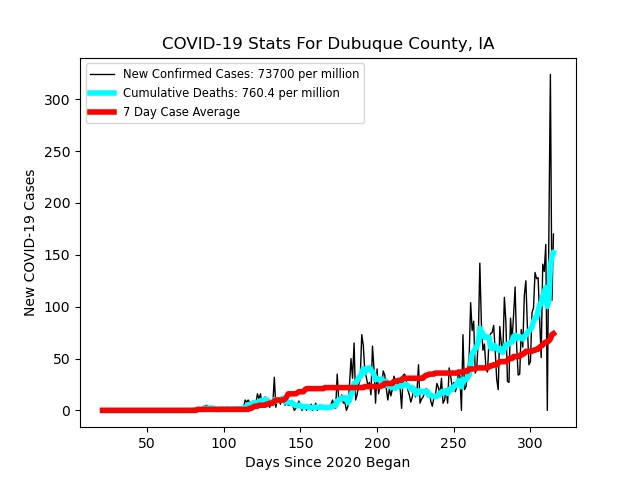 COVID-19 Stats For Dubuque County, IA
New Confirmed Cases: 73700 per million
Cumulative Deaths: 760.4 per million
7 Day Case Average
300
250
200
150
100
50
0
New COVID-19 Cases
50 100 150 200 250 300
Days Since 2020 Began